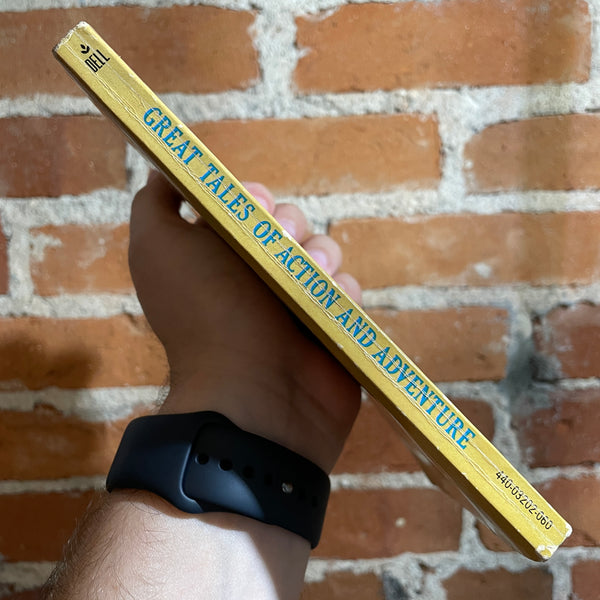 DELL
GREAT TALES OF ACTION AND ADVENTURE
440-03202-060